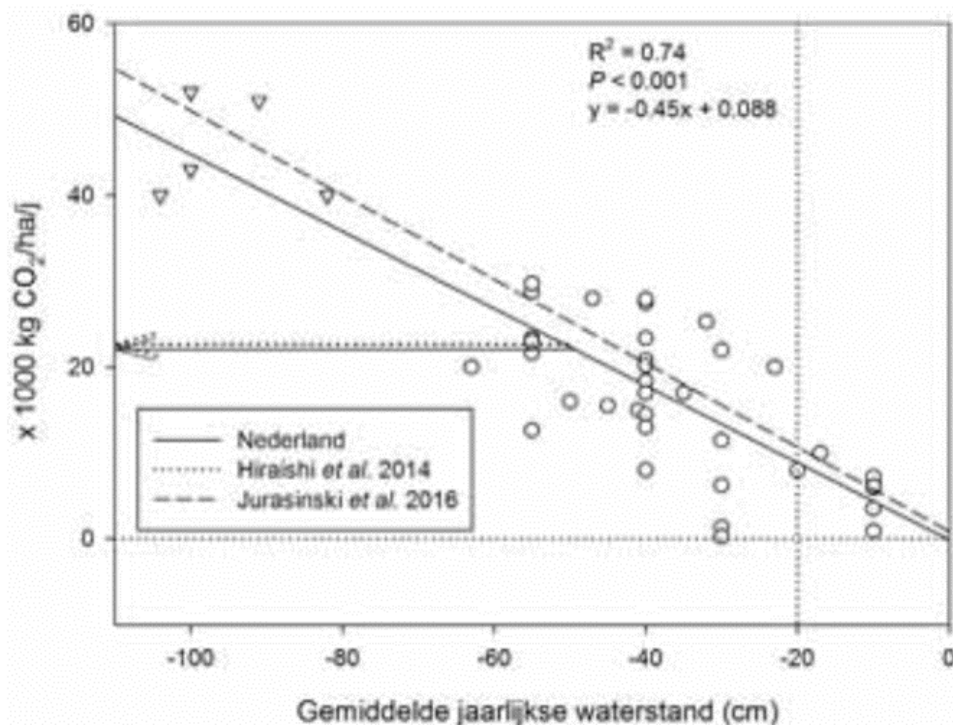 60
40
20
0
x 1000 kg CO₂/ha/j
R² = 0.74
P < 0.001
y = -0.45x + 0.088
Nederland
Hiraishi et al. 2014
Jurasinski et al. 2016
-100 -80 -60 -40 -20 0
Gemiddelde jaarlijkse waterstand (cm)